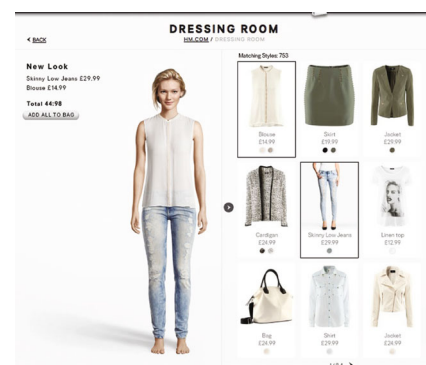 DRESSING ROOM
< BACK
HM.COM / DRESSING ROOM
New Look
Skinny Low Jeans £29.99
Blouse £14.99
Total 44:98
ADD ALL TO BAG
Matching Styles: 753
Blouse
£14.99
Skirt
£19.99
Jacket
£29.99
Cardigan
£24.99
Skinny Low Jeans
£29.99
Linen top
£12.99
Bag
£24.99
Shirt
£29.99
Jacket
£24.99